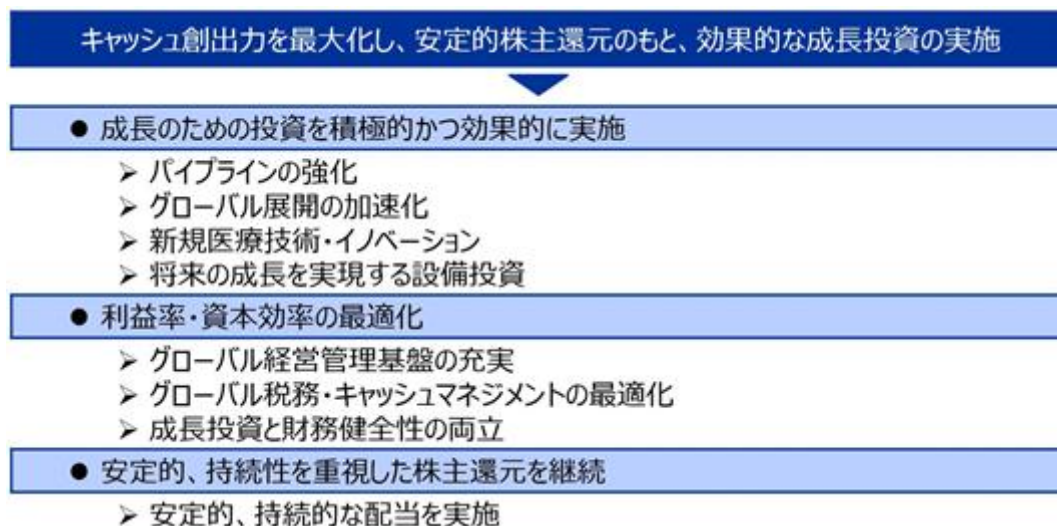 キャッシュ創出力を最大化し、安定的株主還元のもと、効果的な成長投資の実施
● 成長のための投資を積極的かつ効果的に実施
➢ パイプラインの強化
➢ グローバル展開の加速化
➢ 新規医療技術・イノベーション
➢ 将来の成長を実現する設備投資
● 利益率・資本効率の最適化
➢ グローバル経営管理基盤の充実
➢ グローバル税務・キャッシュマネジメントの最適化
➢ 成長投資と財務健全性の両立
● 安定的、持続性を重視した株主還元を継続
➢ 安定的、持続的な配当を実施